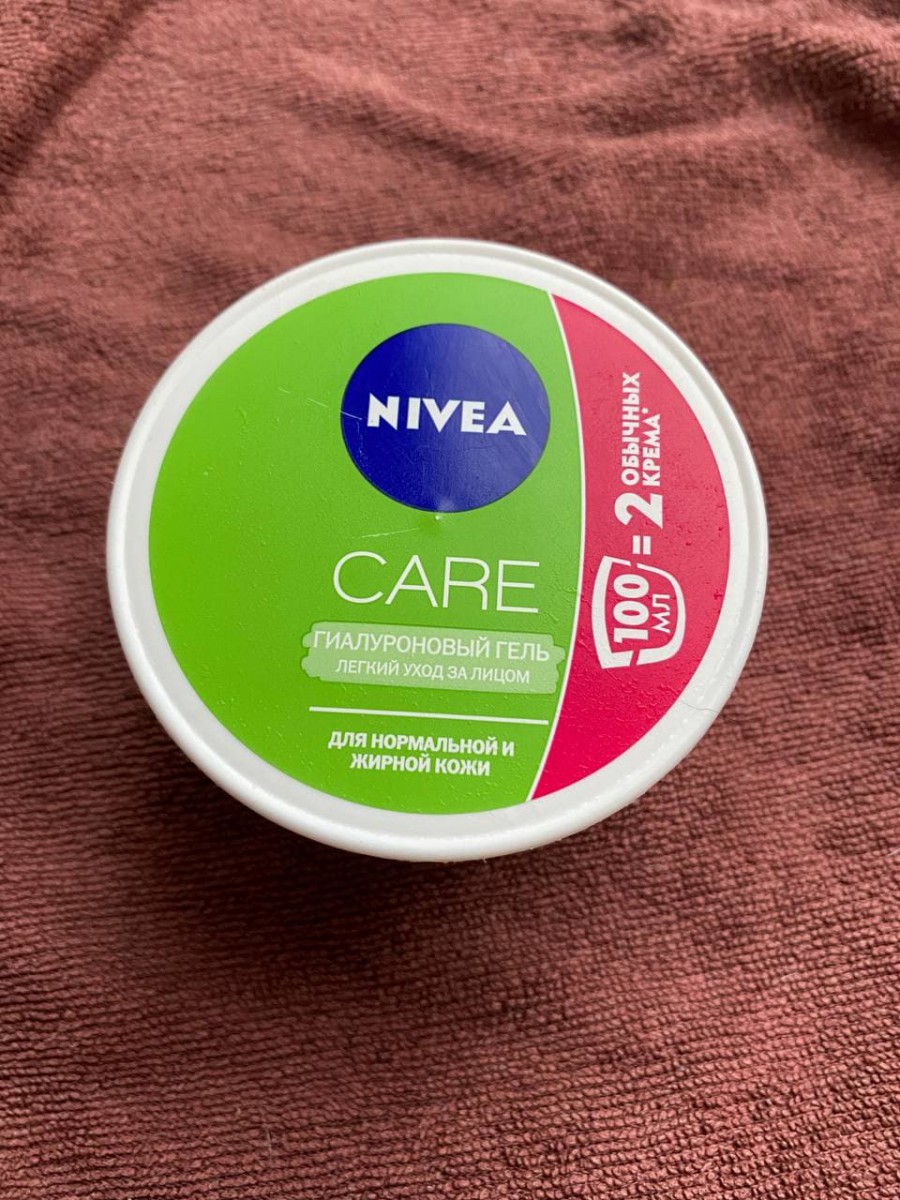 NIVEA
CARE
ГИАЛУРОНОВЫЙ ГЕЛЬ
ЛЕГКИЙ УХОД ЗА ЛИЦОМ
ДЛЯ НОРМАЛЬНОЙ И
ЖИРНОЙ КОЖИ
100
МЛ
= 2
ОБЫЧНЫХ
КРЕМА*